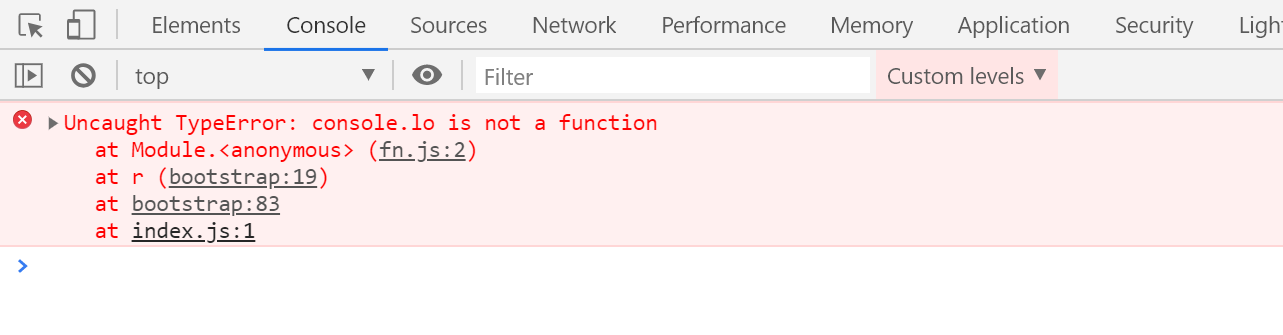 Elements Console Sources Network Performance Memory Application Security Ligh
top Filter Custom levels
Uncaught TypeError: console.lo is not a function
at Module.<anonymous> (fn.js:2)
at r (bootstrap:19)
at bootstrap:83
at index.js:1